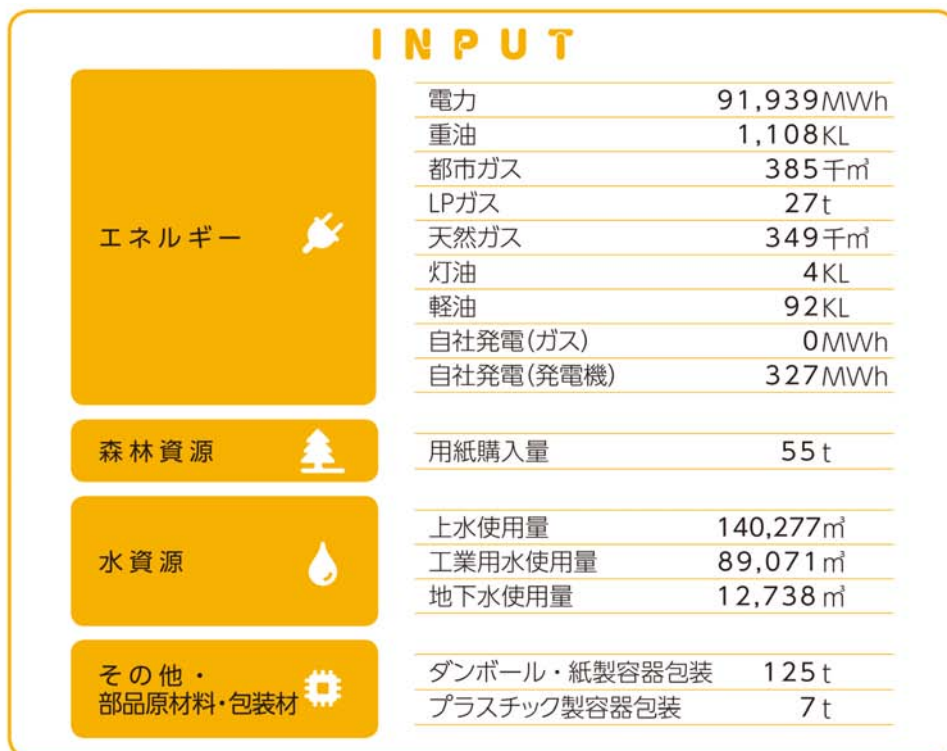 INPUT
エネルギー
電力 91,939MWh
重油 1,108KL
都市ガス 385千㎥
LPガス 27t
天然ガス 349千㎥
灯油 4KL
軽油 92KL
自社発電(ガス) 0MWh
自社発電(発電機) 327MWh
森林資源
用紙購入量 55t
水資源
上水使用量 140,277㎥
工業用水使用量 89,071㎥
地下水使用量 12,738㎥
その他・
部品原材料・包装材
ダンボール・紙製容器包装 125t
プラスチック製容器包装 7t